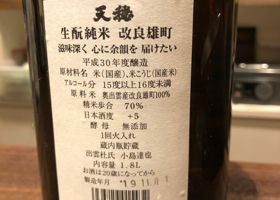 天穏
生酛純米 改良雄町
滋味深く 心に余韻を 届けたい
平成30年度醸造
原材料名 米(国産)、米こうじ(国産米)
アルコール分 15度以上16度未満
原料米 奥出雲産改良雄町100%
精米歩合 70%
日本酒度 +5
酵母 無添加
1回火入れ
蔵内瓶貯蔵
出雲杜氏 小島達也
内容量 1.8L
お酒は20歳になってから
製造年月 '19.11